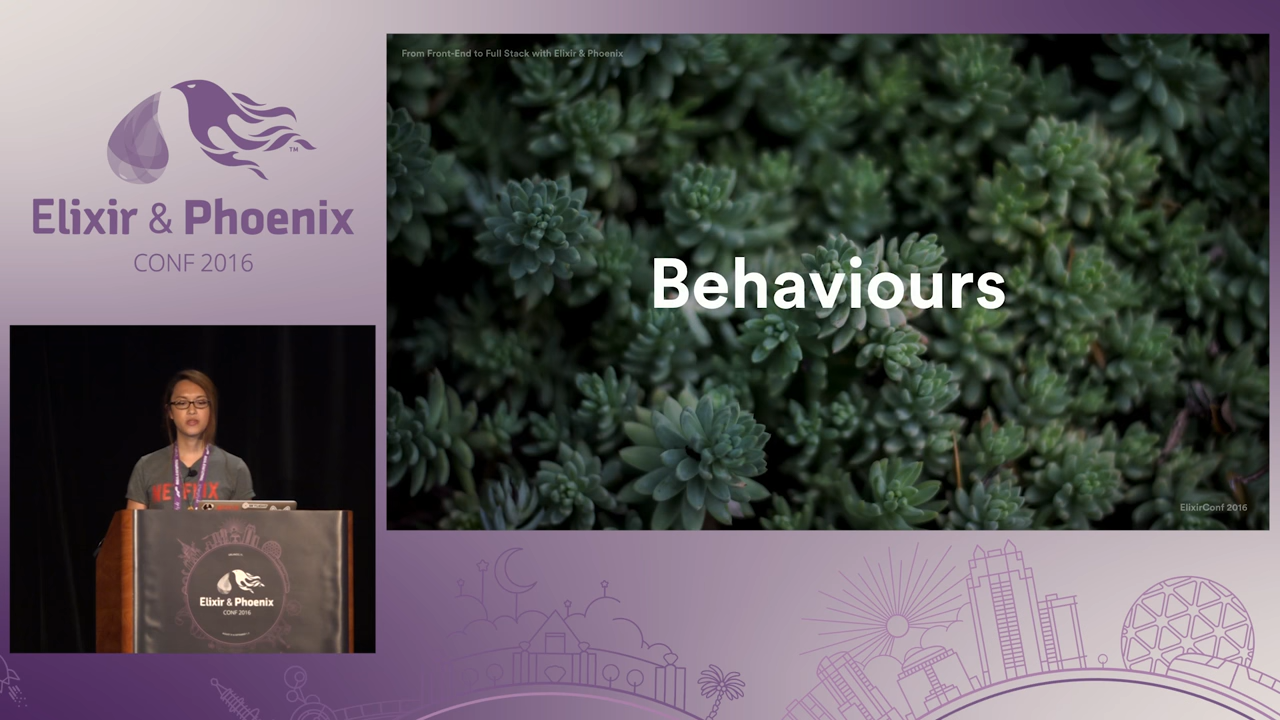 Elixir & Phoenix
TM
CONF 2016
From Front-End to Full Stack with Elixir & Phoenix
Behaviours
ElixirConf 2016
NETFLIX
Elixir & Phoenix
CONF 2016